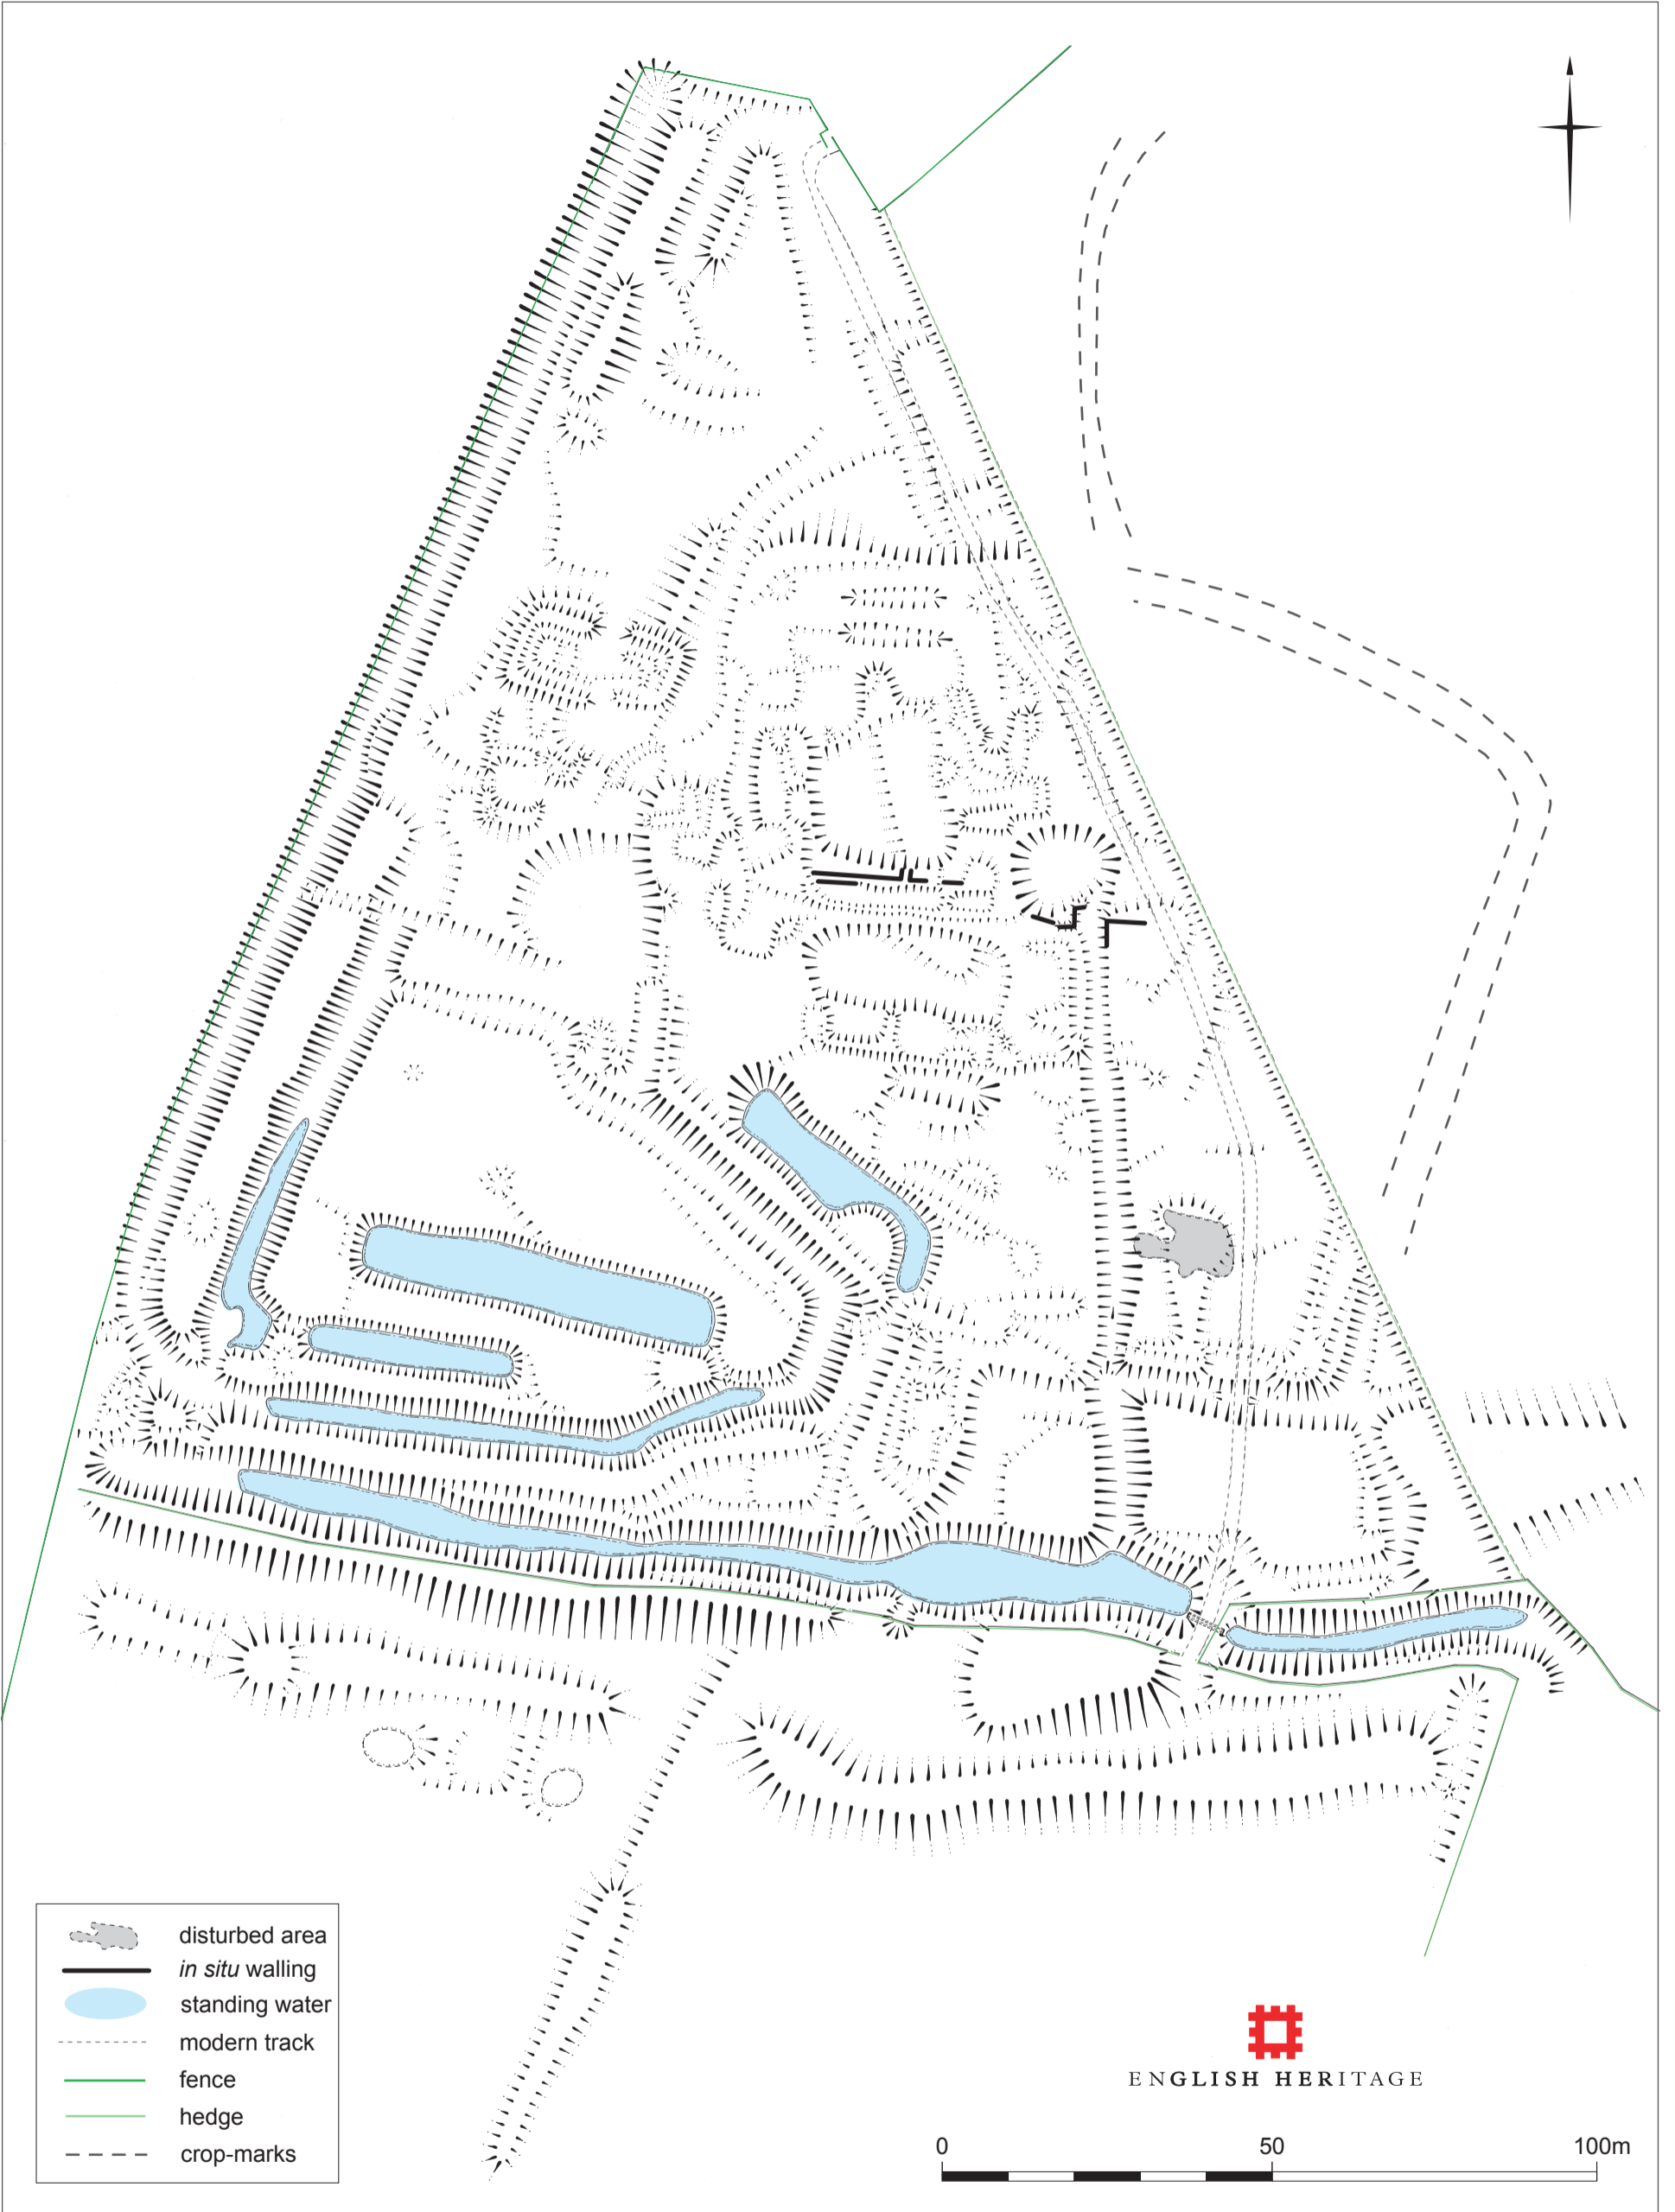 disturbed area
in situ walling
standing water
modern track
fence
hedge
crop-marks
ENGLISH HERITAGE
0 50 100m